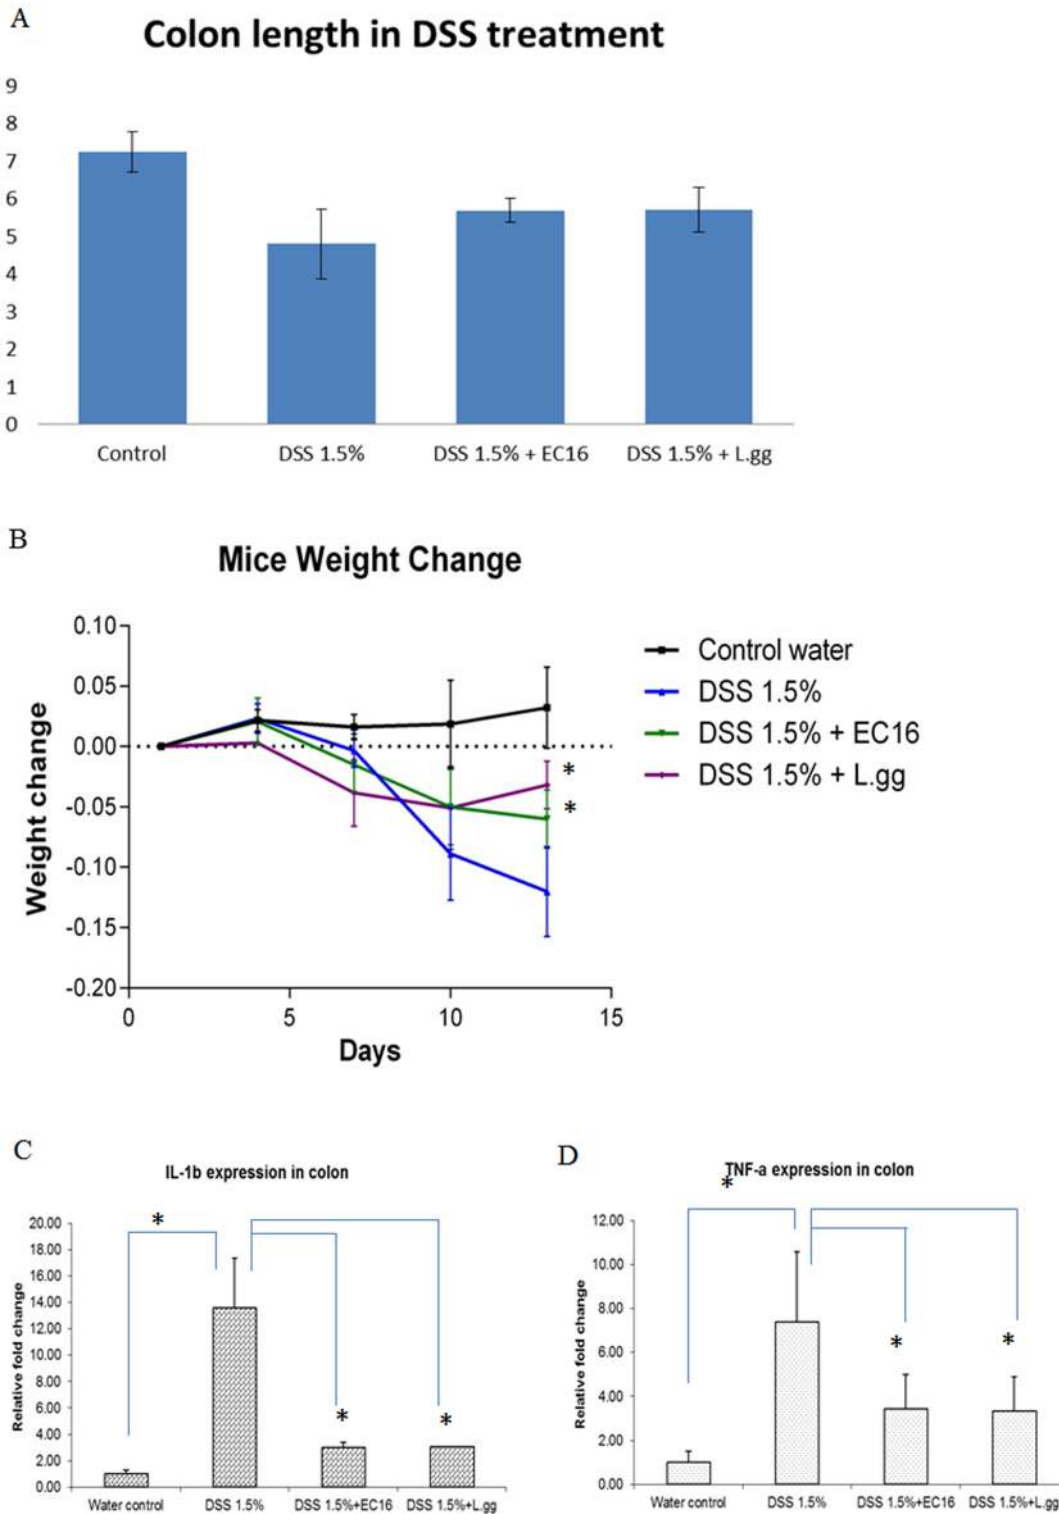 A
Colon length in DSS treatment
9
8
7
6
5
4
3
2
1
0
Control DSS 1.5% DSS 1.5% + EC16 DSS 1.5% + L.gg
B
Mice Weight Change
0.10
0.05
0.00
-0.05
-0.10
-0.15
-0.20
Weight change
0 5 10 15
Days
*
*
Control water
DSS 1.5%
DSS 1.5% + EC16
DSS 1.5% + L.gg
C
IL-1b expression in colon
*
20.00
18.00
16.00
14.00
12.00
10.00
8.00
6.00
4.00
2.00
0.00
Relative fold change
* *
Water control DSS 1.5% DSS 1.5%+EC16 DSS 1.5%+L.gg
D
TNF-a expression in colon
*
12.00
10.00
8.00
6.00
4.00
2.00
0.00
Relative fold change
* *
Water control DSS 1.5% DSS 1.5%+EC16 DSS 1.5%+L.gg